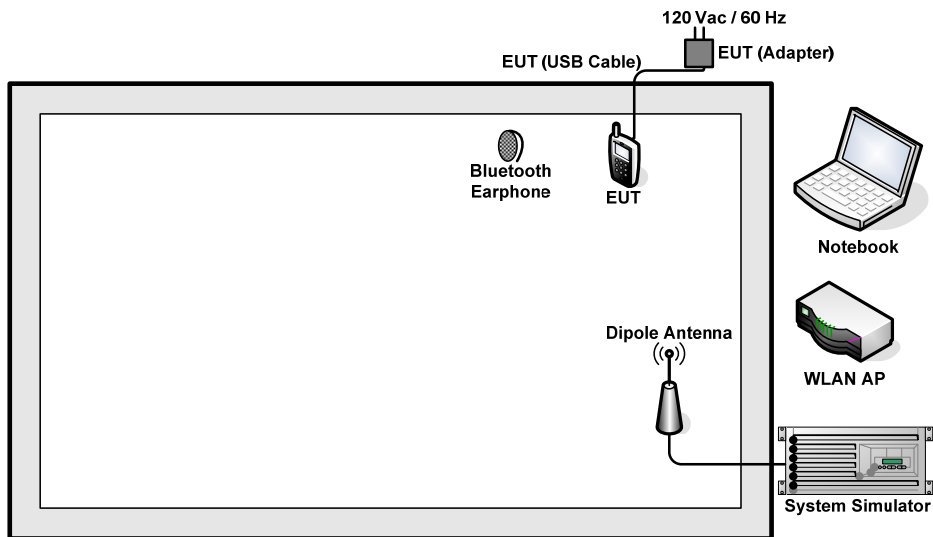 120 Vac / 60 Hz
EUT (USB Cable)
EUT (Adapter)
Bluetooth
Earphone
EUT
Notebook
Dipole Antenna
WLAN AP
System Simulator